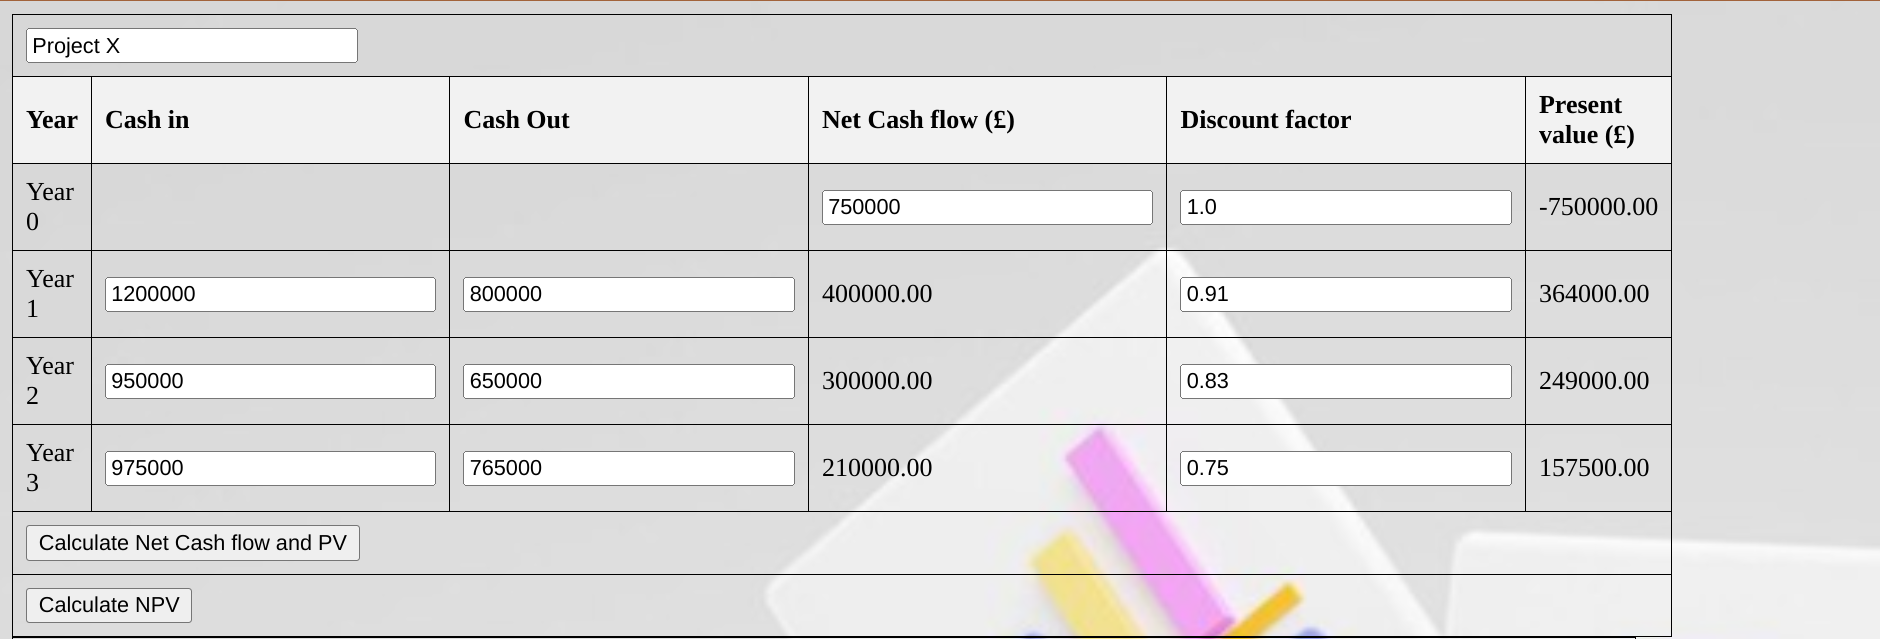 Project X
Year Cash in Cash Out Net Cash flow (£) Discount factor Present value (£)
Year 0 750000 1.0 -750000.00
Year 1 1200000 800000 400000.00 0.91 364000.00
Year 2 950000 650000 300000.00 0.83 249000.00
Year 3 975000 765000 210000.00 0.75 157500.00
Calculate Net Cash flow and PV
Calculate NPV